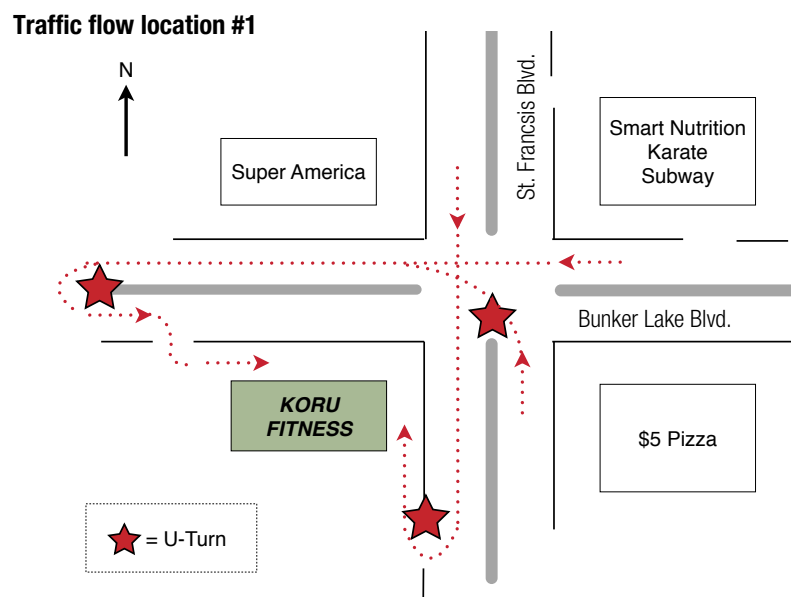 Traffic flow location #1
N
Super America
St. Francsis Blvd.
Smart Nutrition
Karate
Subway
Bunker Lake Blvd.
KORU
FITNESS
$5 Pizza
= U-Turn